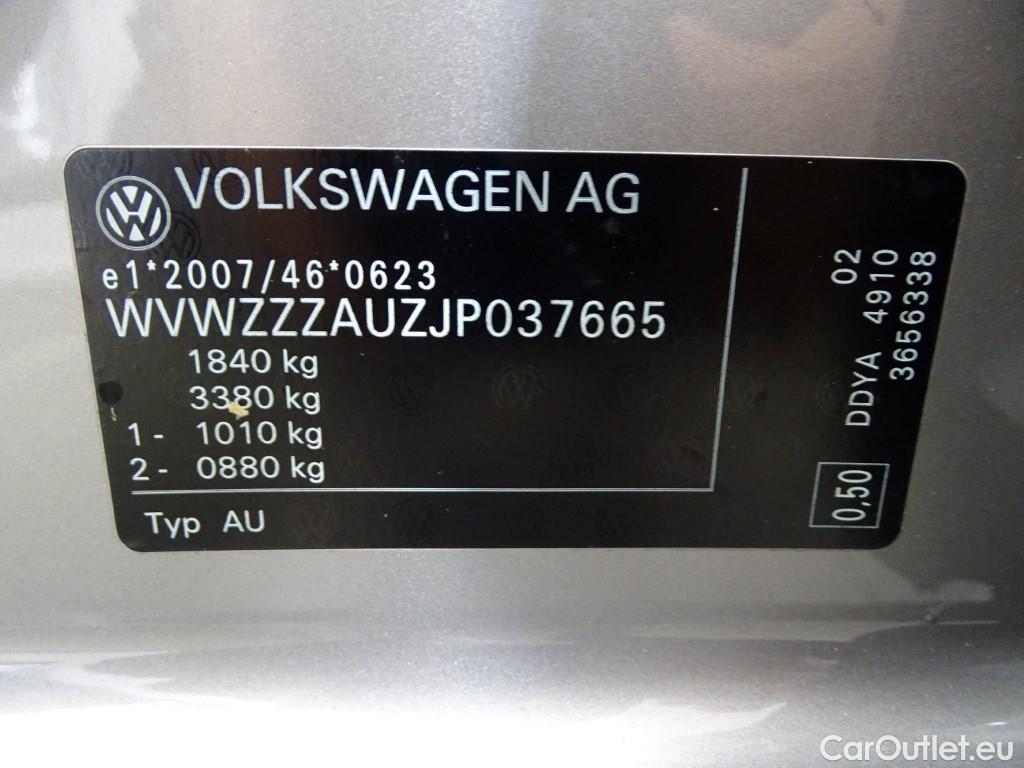 VOLKSWAGEN AG
e1*2007/46*0623
WVWZZZAUZJP037665
1840 kg
3380 kg
1 - 1010 kg
2 - 0880 kg
Typ AU
02
DDYA 4910
3656338
0,50
CarOutlet.eu